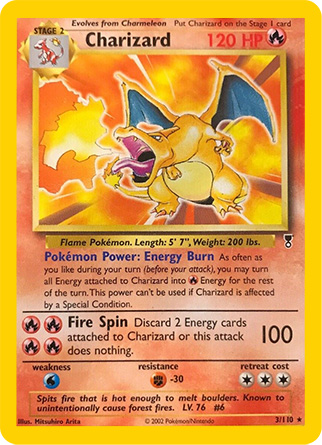 Evolves from Charmeleon Put Charizard on the Stage 1 card
STAGE 2
Charizard 120 HP
Flame Pokémon. Length: 5' 7", Weight: 200 lbs.
Pokémon Power: Energy Burn As often as
you like during your turn (before your attack), you may turn
all Energy attached to Charizard into Energy for the rest
of the turn. This power can't be used if Charizard is affected
by a Special Condition.
Fire Spin Discard 2 Energy cards
attached to Charizard or this attack
does nothing.
100
weakness resistance retreat cost
-30
Spits fire that is hot enough to melt boulders. Known to
unintentionally cause forest fires. LV. 76 #6
Illus. Mitsuhiro Arita ©2002 Pokémon/Nintendo 3/110 ★